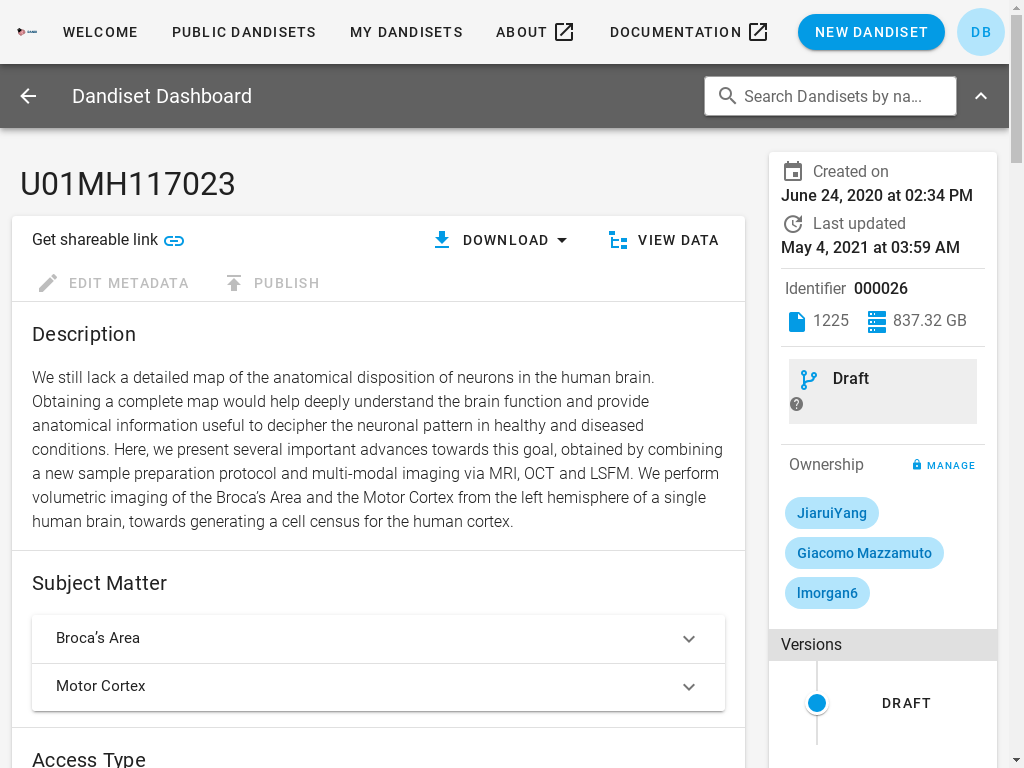 WELCOME
PUBLIC DANDISETS
MY DANDISETS
ABOUT
DOCUMENTATION
NEW DANDISET
DB
Dandiset Dashboard
Search Dandisets by na...
U01MH117023
Get shareable link
DOWNLOAD
VIEW DATA
EDIT METADATA
PUBLISH
Description
We still lack a detailed map of the anatomical disposition of neurons in the human brain.
Obtaining a complete map would help deeply understand the brain function and provide
anatomical information useful to decipher the neuronal pattern in healthy and diseased
conditions. Here, we present several important advances towards this goal, obtained by combining
a new sample preparation protocol and multi-modal imaging via MRI, OCT and LSFM. We perform
volumetric imaging of the Broca’s Area and the Motor Cortex from the left hemisphere of a single
human brain, towards generating a cell census for the human cortex.
Subject Matter
Broca’s Area
Motor Cortex
Access Type
Created on
June 24, 2020 at 02:34 PM
Last updated
May 4, 2021 at 03:59 AM
Identifier 000026
1225
837.32 GB
Draft
Ownership
MANAGE
JiaruiYang
Giacomo Mazzamuto
lmorgan6
Versions
DRAFT